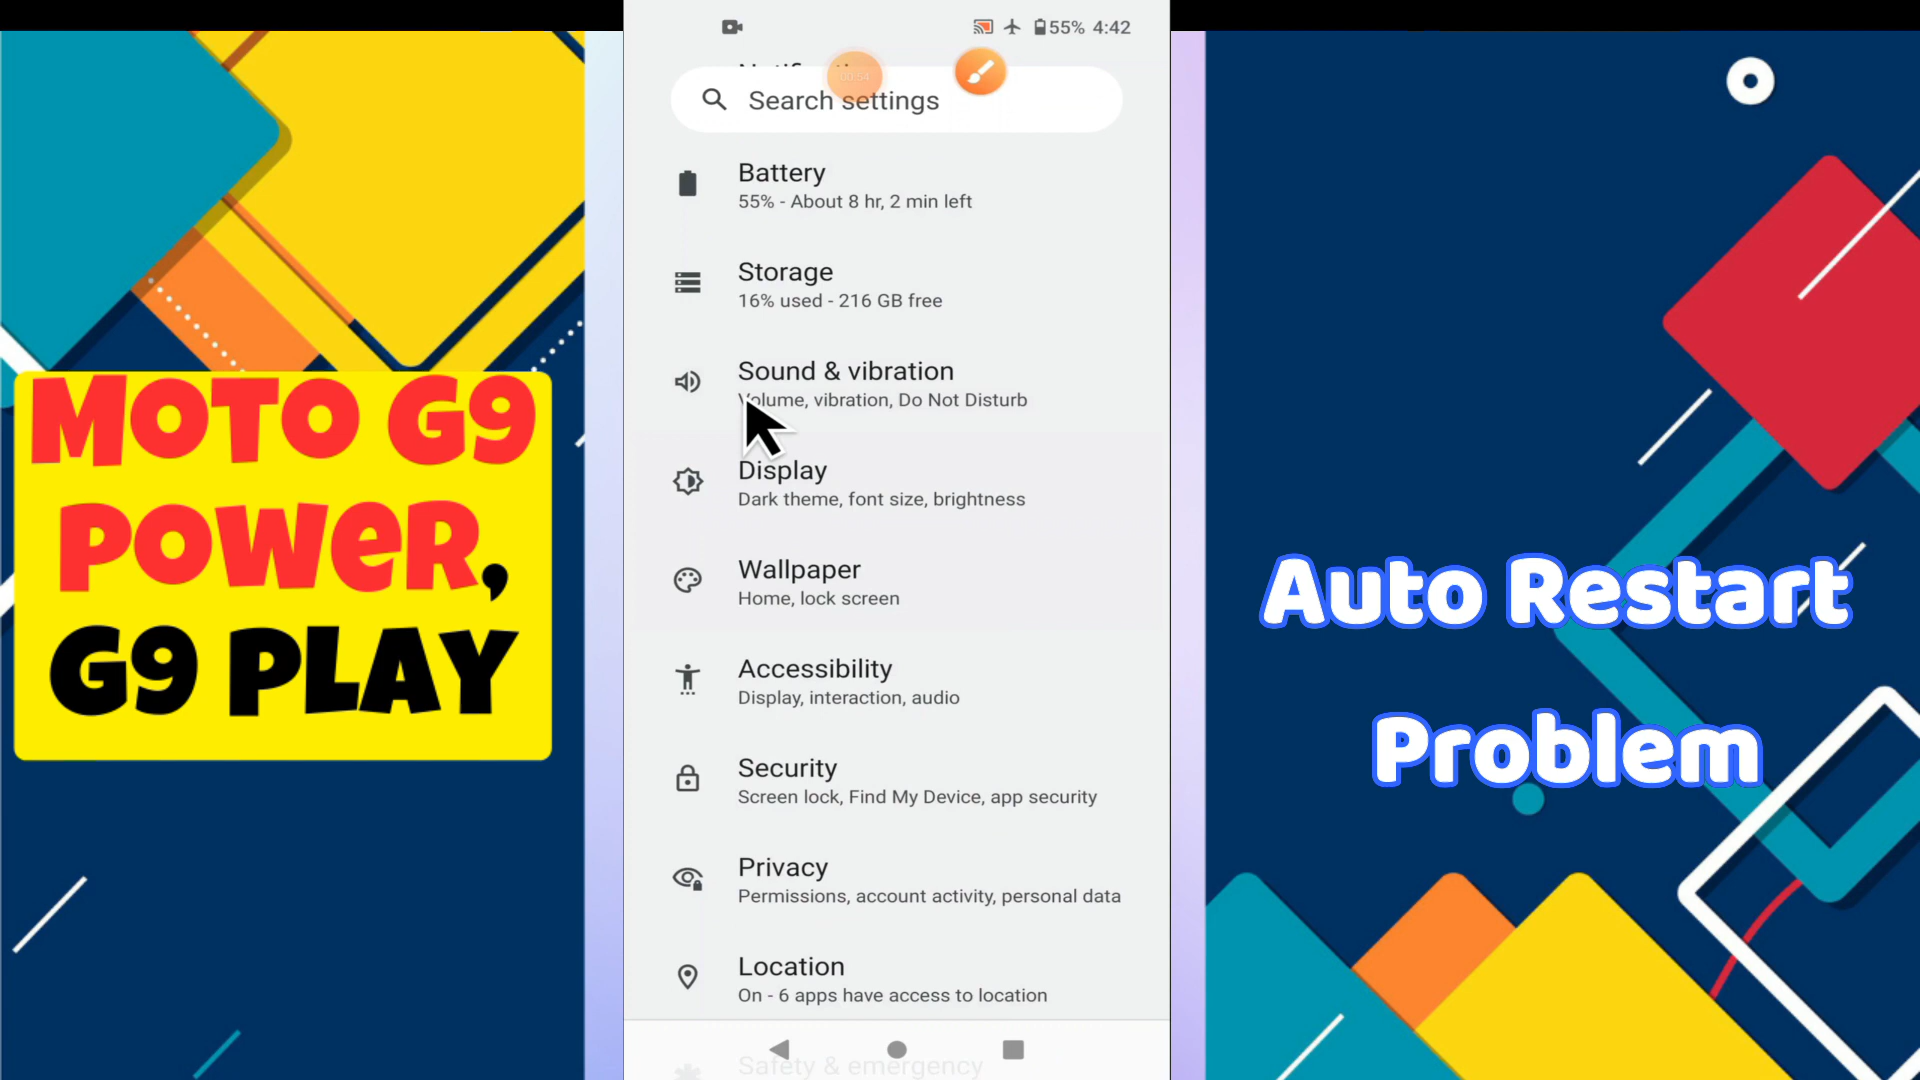 MOTO G9
POWER,
G9 PLAY
55% 4:42
00:54
Search settings
Battery
55% - About 8 hr, 2 min left
Storage
16% used - 216 GB free
Sound & vibration
Volume, vibration, Do Not Disturb
Display
Dark theme, font size, brightness
Wallpaper
Home, lock screen
Accessibility
Display, interaction, audio
Security
Screen lock, Find My Device, app security
Privacy
Permissions, account activity, personal data
Location
On - 6 apps have access to location
Safety & emergency
Auto Restart
Problem